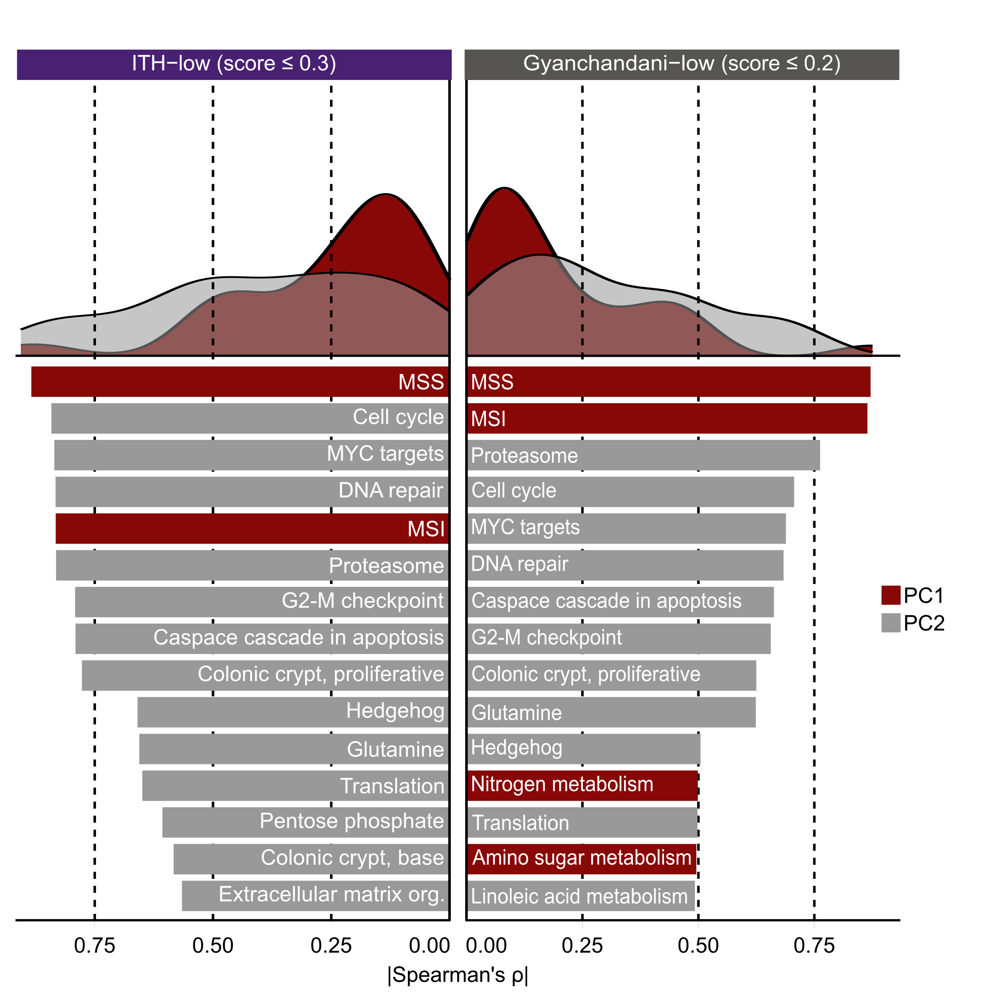 ITH−low (score ≤ 0.3)
Gyanchandani−low (score ≤ 0.2)
MSS
Cell cycle
MYC targets
DNA repair
MSI
Proteasome
G2-M checkpoint
Caspace cascade in apoptosis
Colonic crypt, proliferative
Hedgehog
Glutamine
Translation
Pentose phosphate
Colonic crypt, base
Extracellular matrix org.
MSS
MSI
Proteasome
Cell cycle
MYC targets
DNA repair
Caspace cascade in apoptosis
G2-M checkpoint
Colonic crypt, proliferative
Glutamine
Hedgehog
Nitrogen metabolism
Translation
Amino sugar metabolism
Linoleic acid metabolism
PC1
PC2
0.75 0.50 0.25 0.00
0.00 0.25 0.50 0.75
|Spearman's ρ|